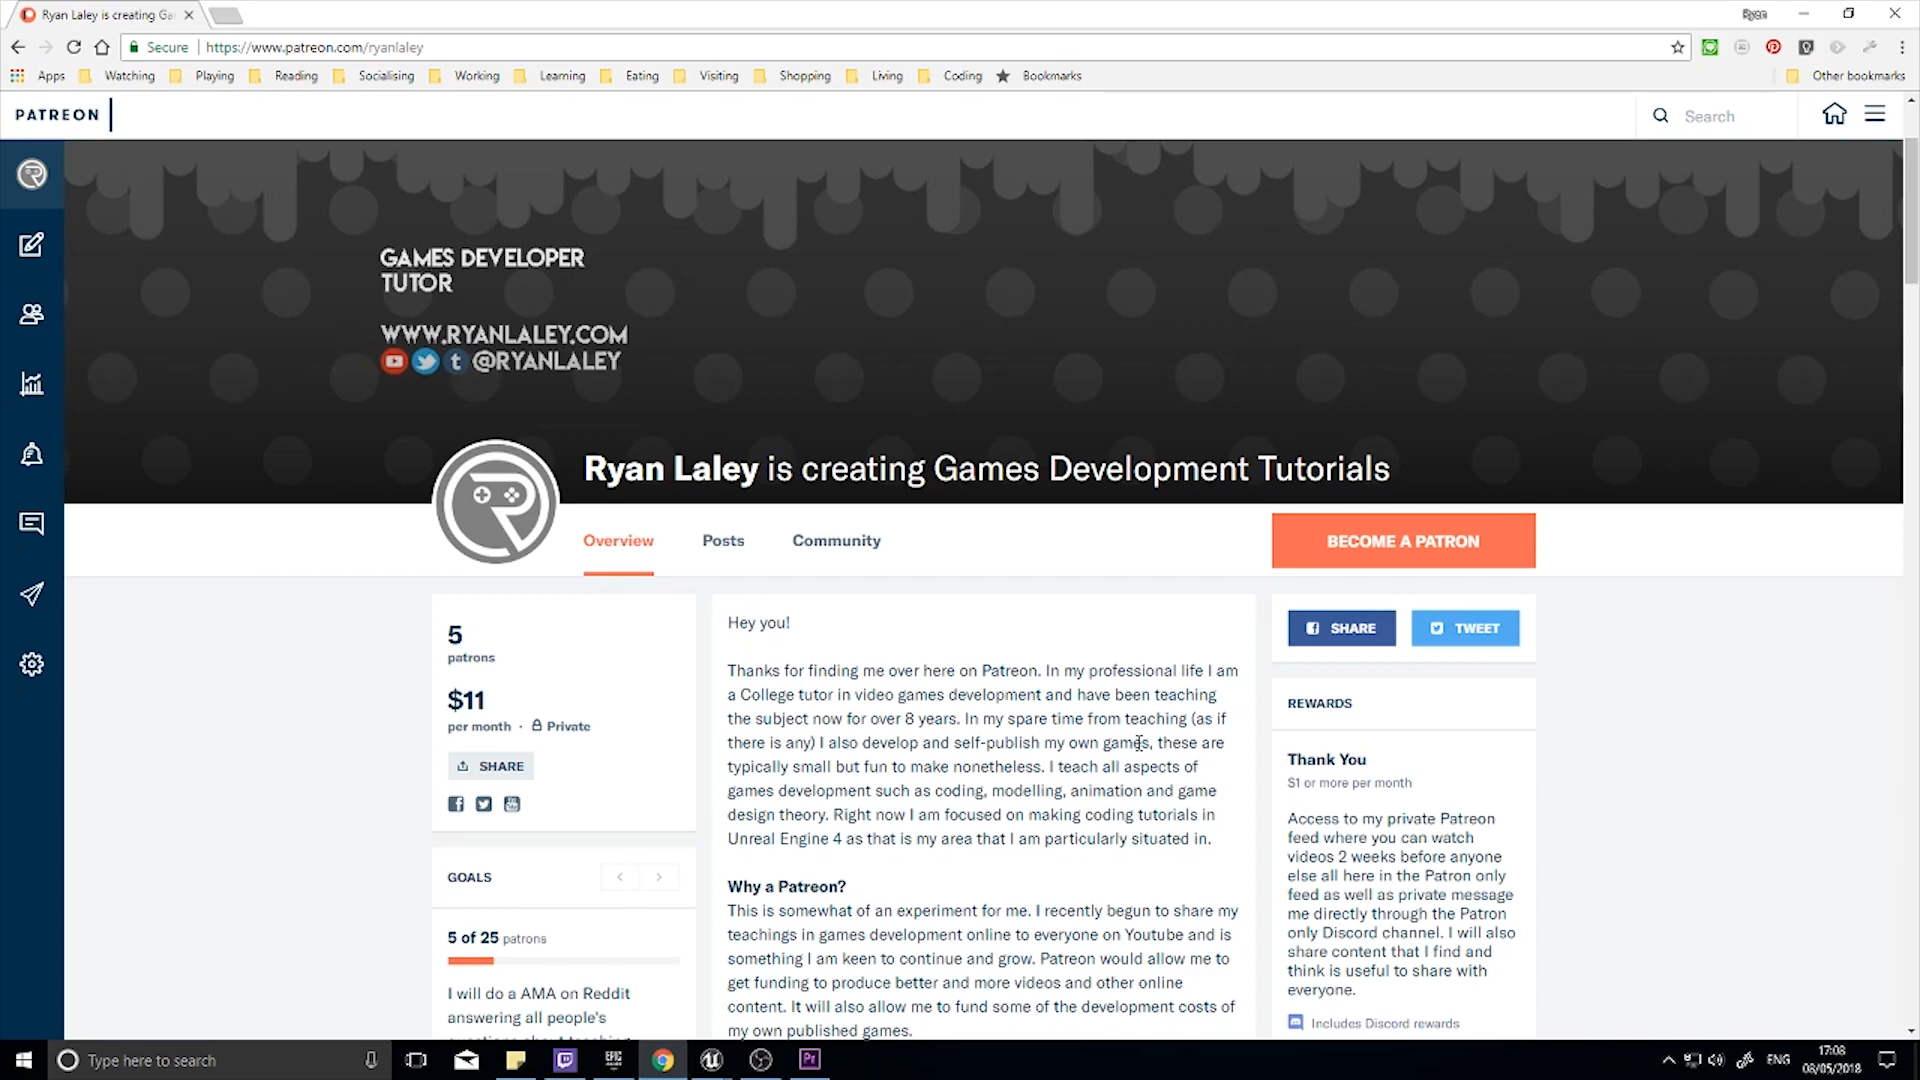 Ryan Laley is creating Ga
Ryan
Secure
https://www.patreon.com/ryanlaley
Apps
Watching
Playing
Reading
Socialising
Working
Learning
Eating
Visiting
Shopping
Living
Coding
Bookmarks
Other bookmarks
PATREON
Search
GAMES DEVELOPER
TUTOR
WWW.RYANLALEY.COM
@RYANLALEY
Ryan Laley is creating Games Development Tutorials
Overview
Posts
Community
BECOME A PATRON
5
patrons
$11
per month · Private
SHARE
GOALS
5 of 25 patrons
I will do a AMA on Reddit
answering all people's
questions about teaching
Hey you!
Thanks for finding me over here on Patreon. In my professional life I am
a College tutor in video games development and have been teaching
the subject now for over 8 years. In my spare time from teaching (as if
there is any) I also develop and self-publish my own games, these are
typically small but fun to make nonetheless. I teach all aspects of
games development such as coding, modelling, animation and game
design theory. Right now I am focused on making coding tutorials in
Unreal Engine 4 as that is my area that I am particularly situated in.
Why a Patreon?
This is somewhat of an experiment for me. I recently begun to share my
teachings in games development online to everyone on Youtube and is
something I am keen to continue and grow. Patreon would allow me to
get funding to produce better and more videos and other online
content. It will also allow me to fund some of the development costs of
my own published games.
SHARE
TWEET
REWARDS
Thank You
$1 or more per month
Access to my private Patreon
feed where you can watch
videos 2 weeks before anyone
else all here in the Patron only
feed as well as private message
me directly through the Patron
only Discord channel. I will also
share content that I find and
think is useful to share with
everyone.
Includes Discord rewards
Type here to search
EPIC
Pr
ENG
17:08
08/05/2018